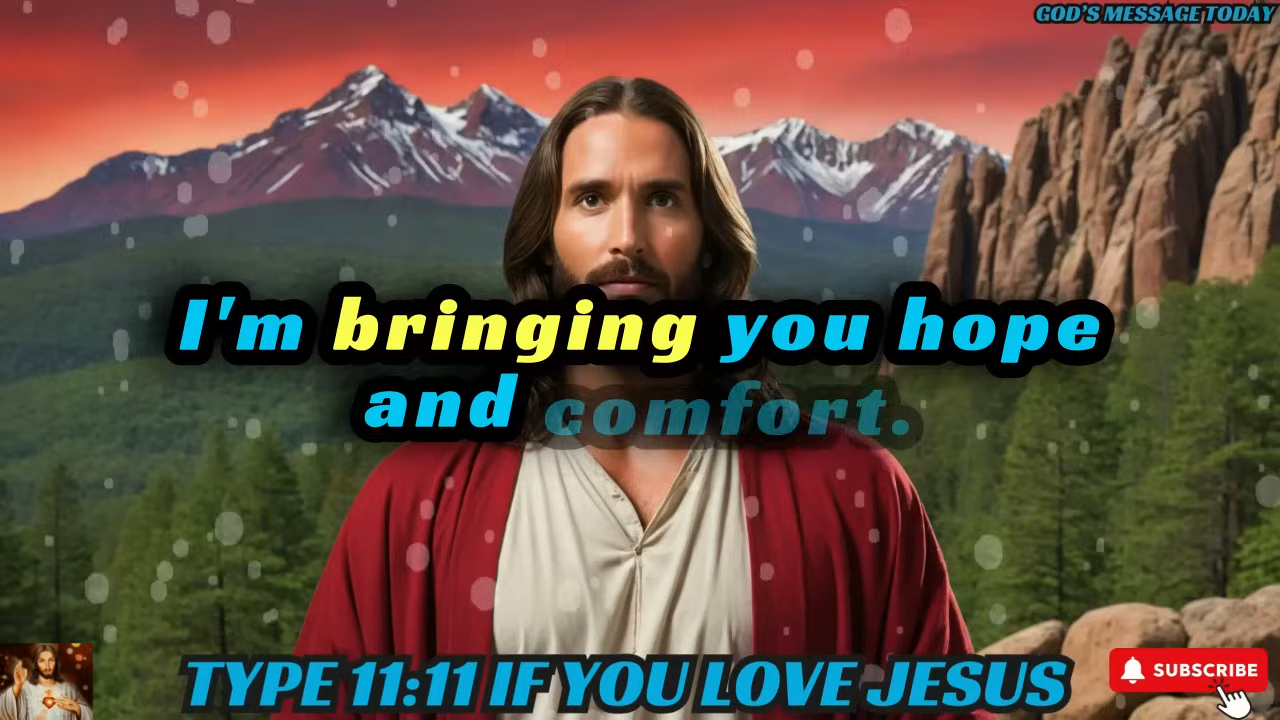 GOD'S MESSAGE TODAY
I'm bringing you hope
and comfort.
TYPE 11:11 IF YOU LOVE JESUS
SUBSCRIBE